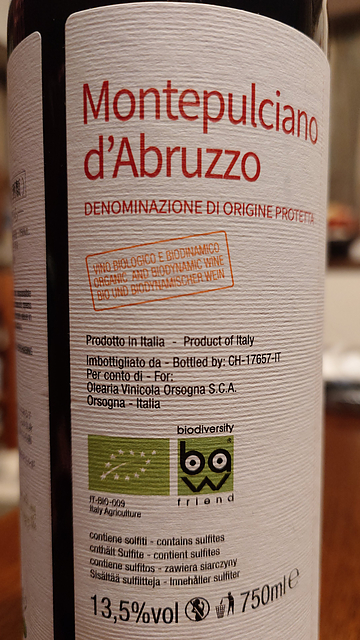 Montepulciano
d'Abruzzo
DENOMINAZIONE DI ORIGINE PROTETTA
VINO BIOLOGICO E BIODINAMICO
ORGANIC AND BIODYNAMIC WINE
BIO UND BIODYNAMISCHER WEIN
Prodotto in Italia - Product of Italy
Imbottigliato da - Bottled by: CH-17657-IT
Per conto di - For:
Olearia Vinicola Orsogna S.C.A.
Orsogna - Italia
biodiversity
baw
friend
IT-BIO-009
Italy Agriculture
contiene solfiti - contains sulfites
enthält Sulfite - contient sulfites
contiene sulfitos - zawiera siarczyny
Sisältää sulfiitteja - Innehåller sulfiter
13,5%vol 750ml e